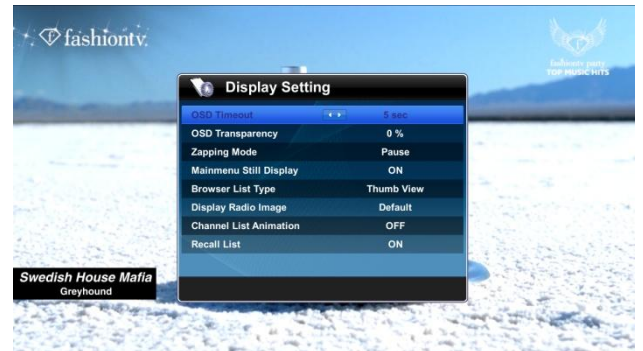 fashiontv.
fashiontv party
TOP MUSIC HITS
Display Setting
OSD Timeout 5 sec
OSD Transparency 0 %
Zapping Mode Pause
Mainmenu Still Display ON
Browser List Type Thumb View
Display Radio Image Default
Channel List Animation OFF
Recall List ON
Swedish House Mafia
Greyhound